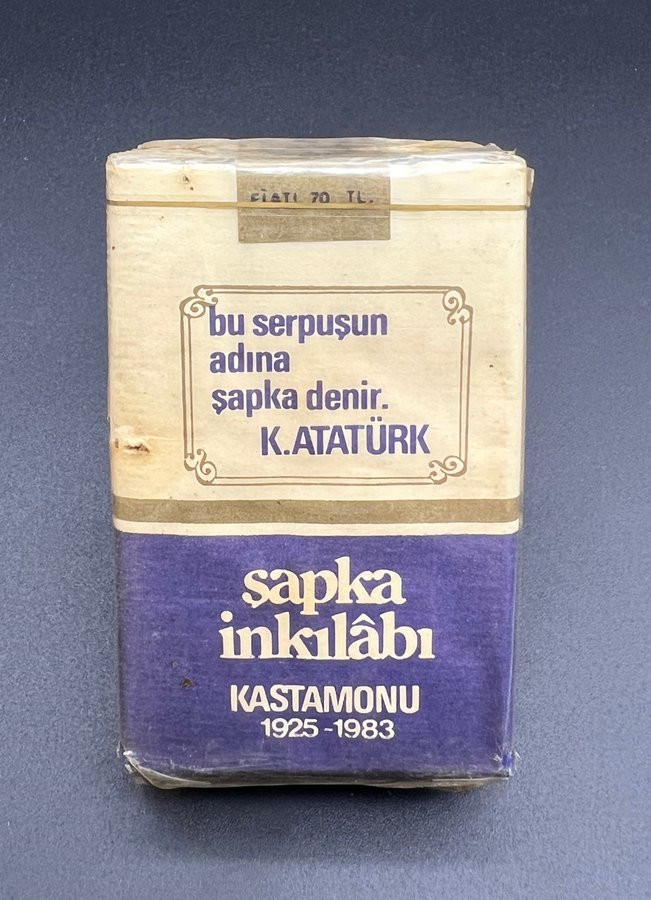 FİATI 70 TL.
bu serpuşun
adına
şapka denir.
K.ATATÜRK
şapka
inkılâbı
KASTAMONU
1925-1983